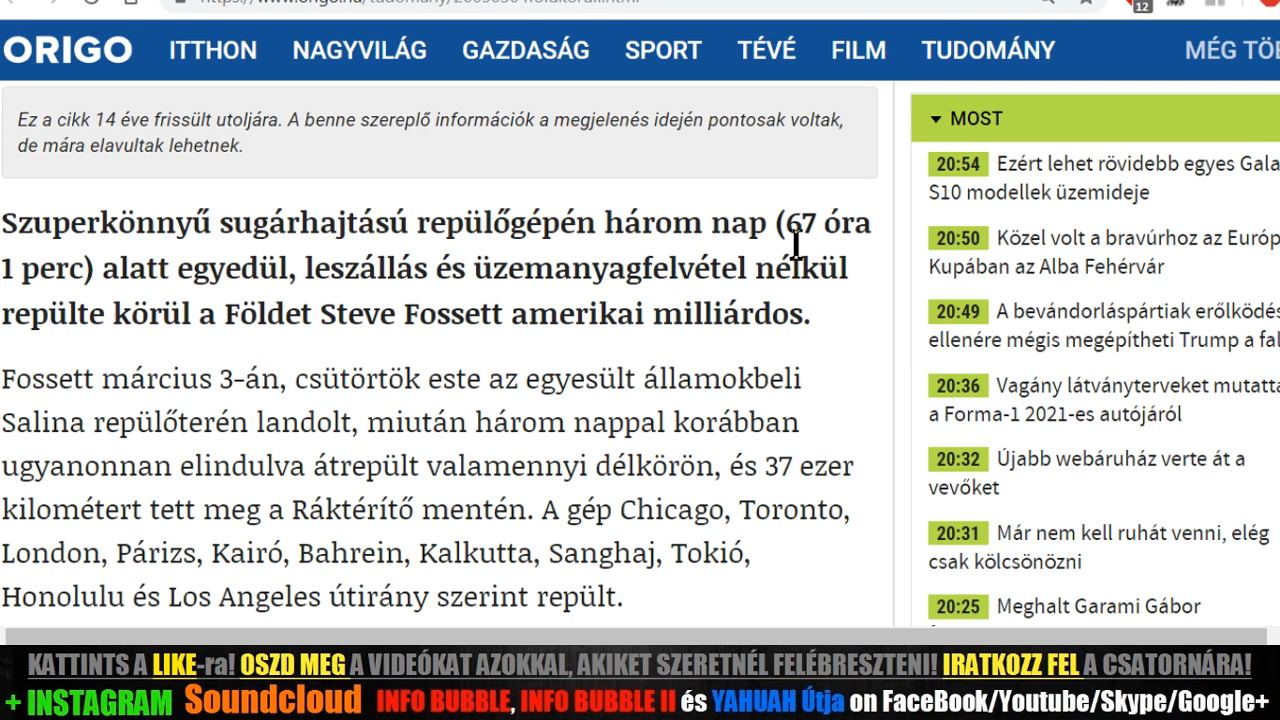 ORIGO ITTHON NAGYVILÁG GAZDASÁG SPORT TÉVÉ FILM TUDOMÁNY MÉG
12
Ez a cikk 14 éve frissült utoljára. A benne szereplő információk a megjelenés idején pontosak voltak,
de mára elavultak lehetnek.
Szuperkönnyű sugárhajtású repülőgépén három nap (67 óra
1 perc) alatt egyedül, leszállás és üzemanyagfelvétel nélkül
repülte körül a Földet Steve Fossett amerikai milliárdos.
Fossett március 3-án, csütörtök este az egyesült államokbeli
Salina repülőterén landolt, miután három nappal korábban
ugyanonnan elindulva átrepült valamennyi délkörön, és 37 ezer
kilométert tett meg a Ráktérítő mentén. A gép Chicago, Toronto,
London, Párizs, Kairó, Bahrein, Kalkutta, Sanghaj, Tokió,
Honolulu és Los Angeles útirány szerint repült.
MOST
20:54 Ezért lehet rövidebb egyes
S10 modellek üzemideje
20:50 Közel volt a bravúrhoz az
Kupában az Alba Fehérvár
20:49 A bevándorláspártiak
ellenére mégis megépítheti Trump a
20:36 Vagány látványterveket
a Forma-1 2021-es autójáról
20:32 Újabb webáruház verte át a
vevőket
20:31 Már nem kell ruhát venni, elég
csak kölcsönözni
20:25 Meghalt Garami Gábor
KATTINTS A LIKE-ra! OSZD MEG A VIDEÓKAT AZOKKAL, AKIKET SZERETNÉL FELÉBRESZTENI! IRATKOZZ FEL A CSATORNÁRA!
+ INSTAGRAM Soundcloud INFO BUBBLE, INFO BUBBLE II és YAHUAH Útja on FaceBook/Youtube/Skype/Google+